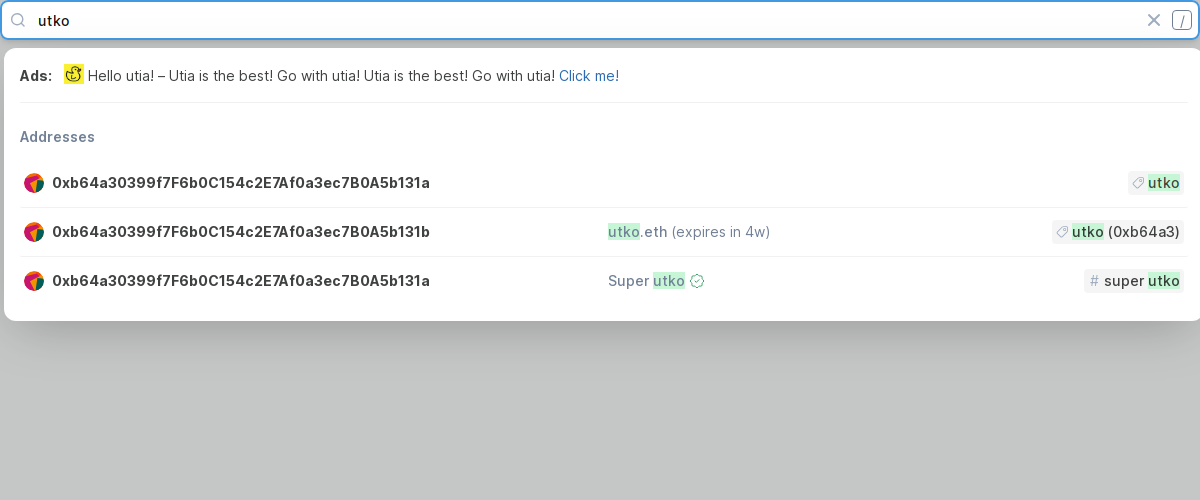 utko /
Ads: Hello utia! – Utia is the best! Go with utia! Utia is the best! Go with utia! Click me!
Addresses
0xb64a30399f7F6b0C154c2E7Af0a3ec7B0A5b131a utko
0xb64a30399f7F6b0C154c2E7Af0a3ec7B0A5b131b utko.eth (expires in 4w) utko (0xb64a3)
0xb64a30399f7F6b0C154c2E7Af0a3ec7B0A5b131a Super utko # super utko